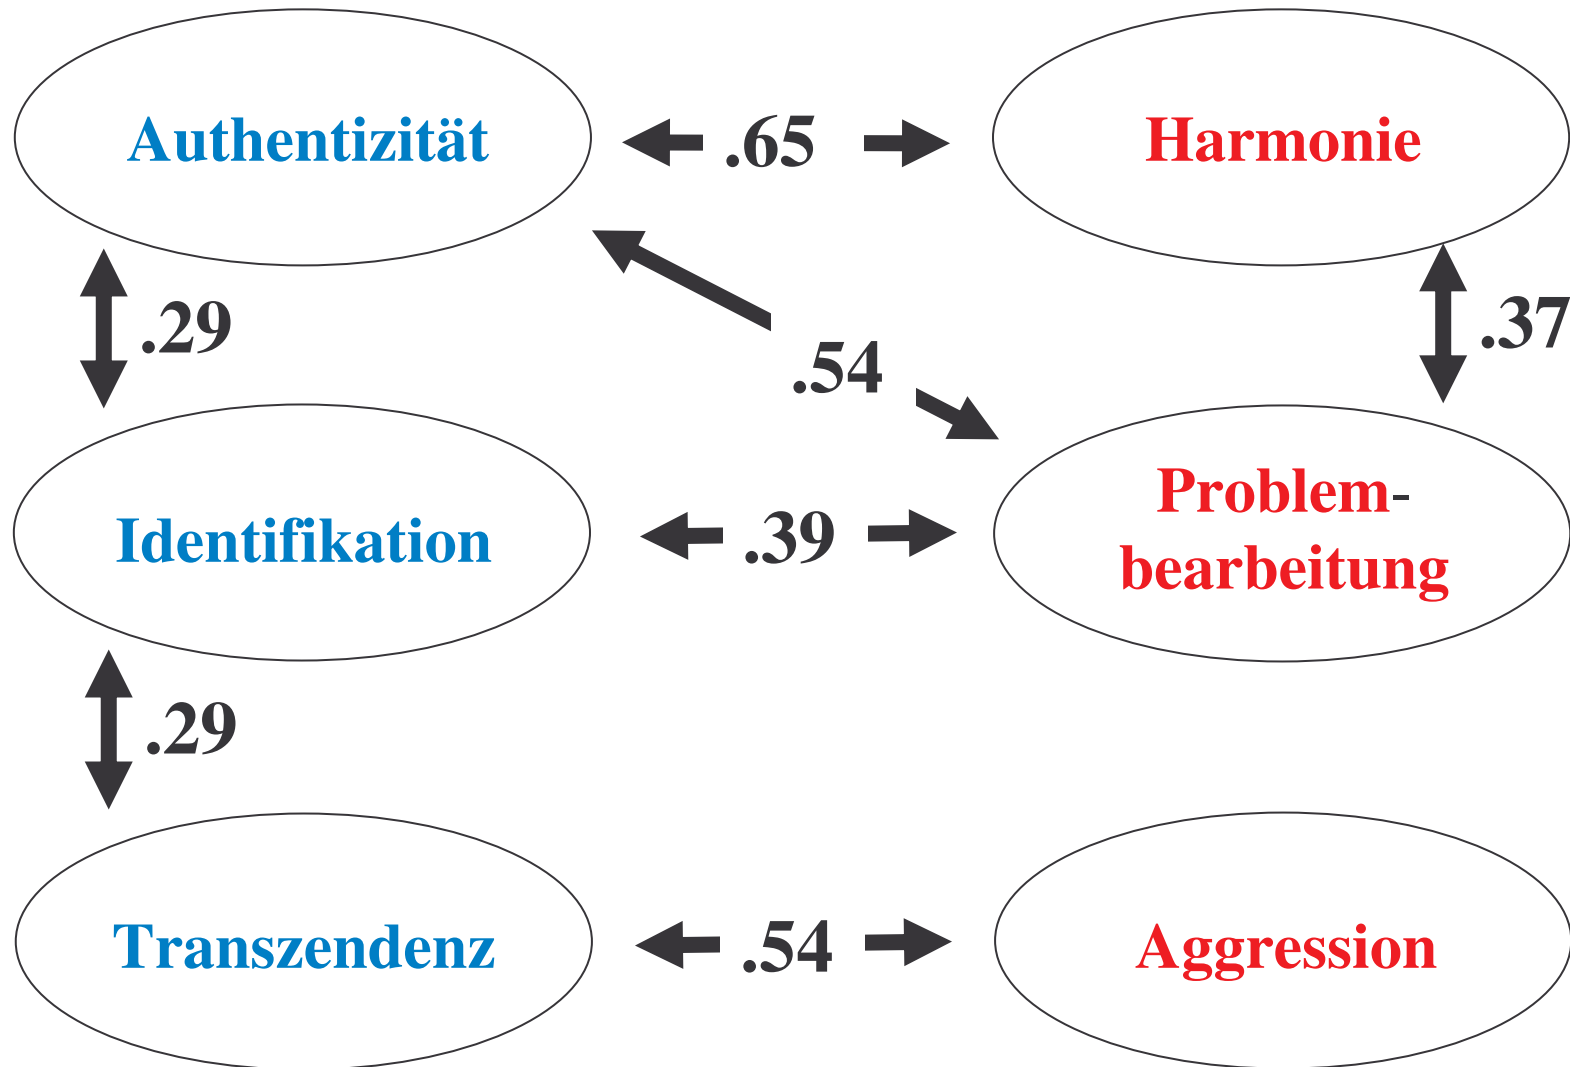 Authentizität
.65
Harmonie
.29
.37
.54
Identifikation
.39
Problem-
bearbeitung
.29
Transzendenz
.54
Aggression